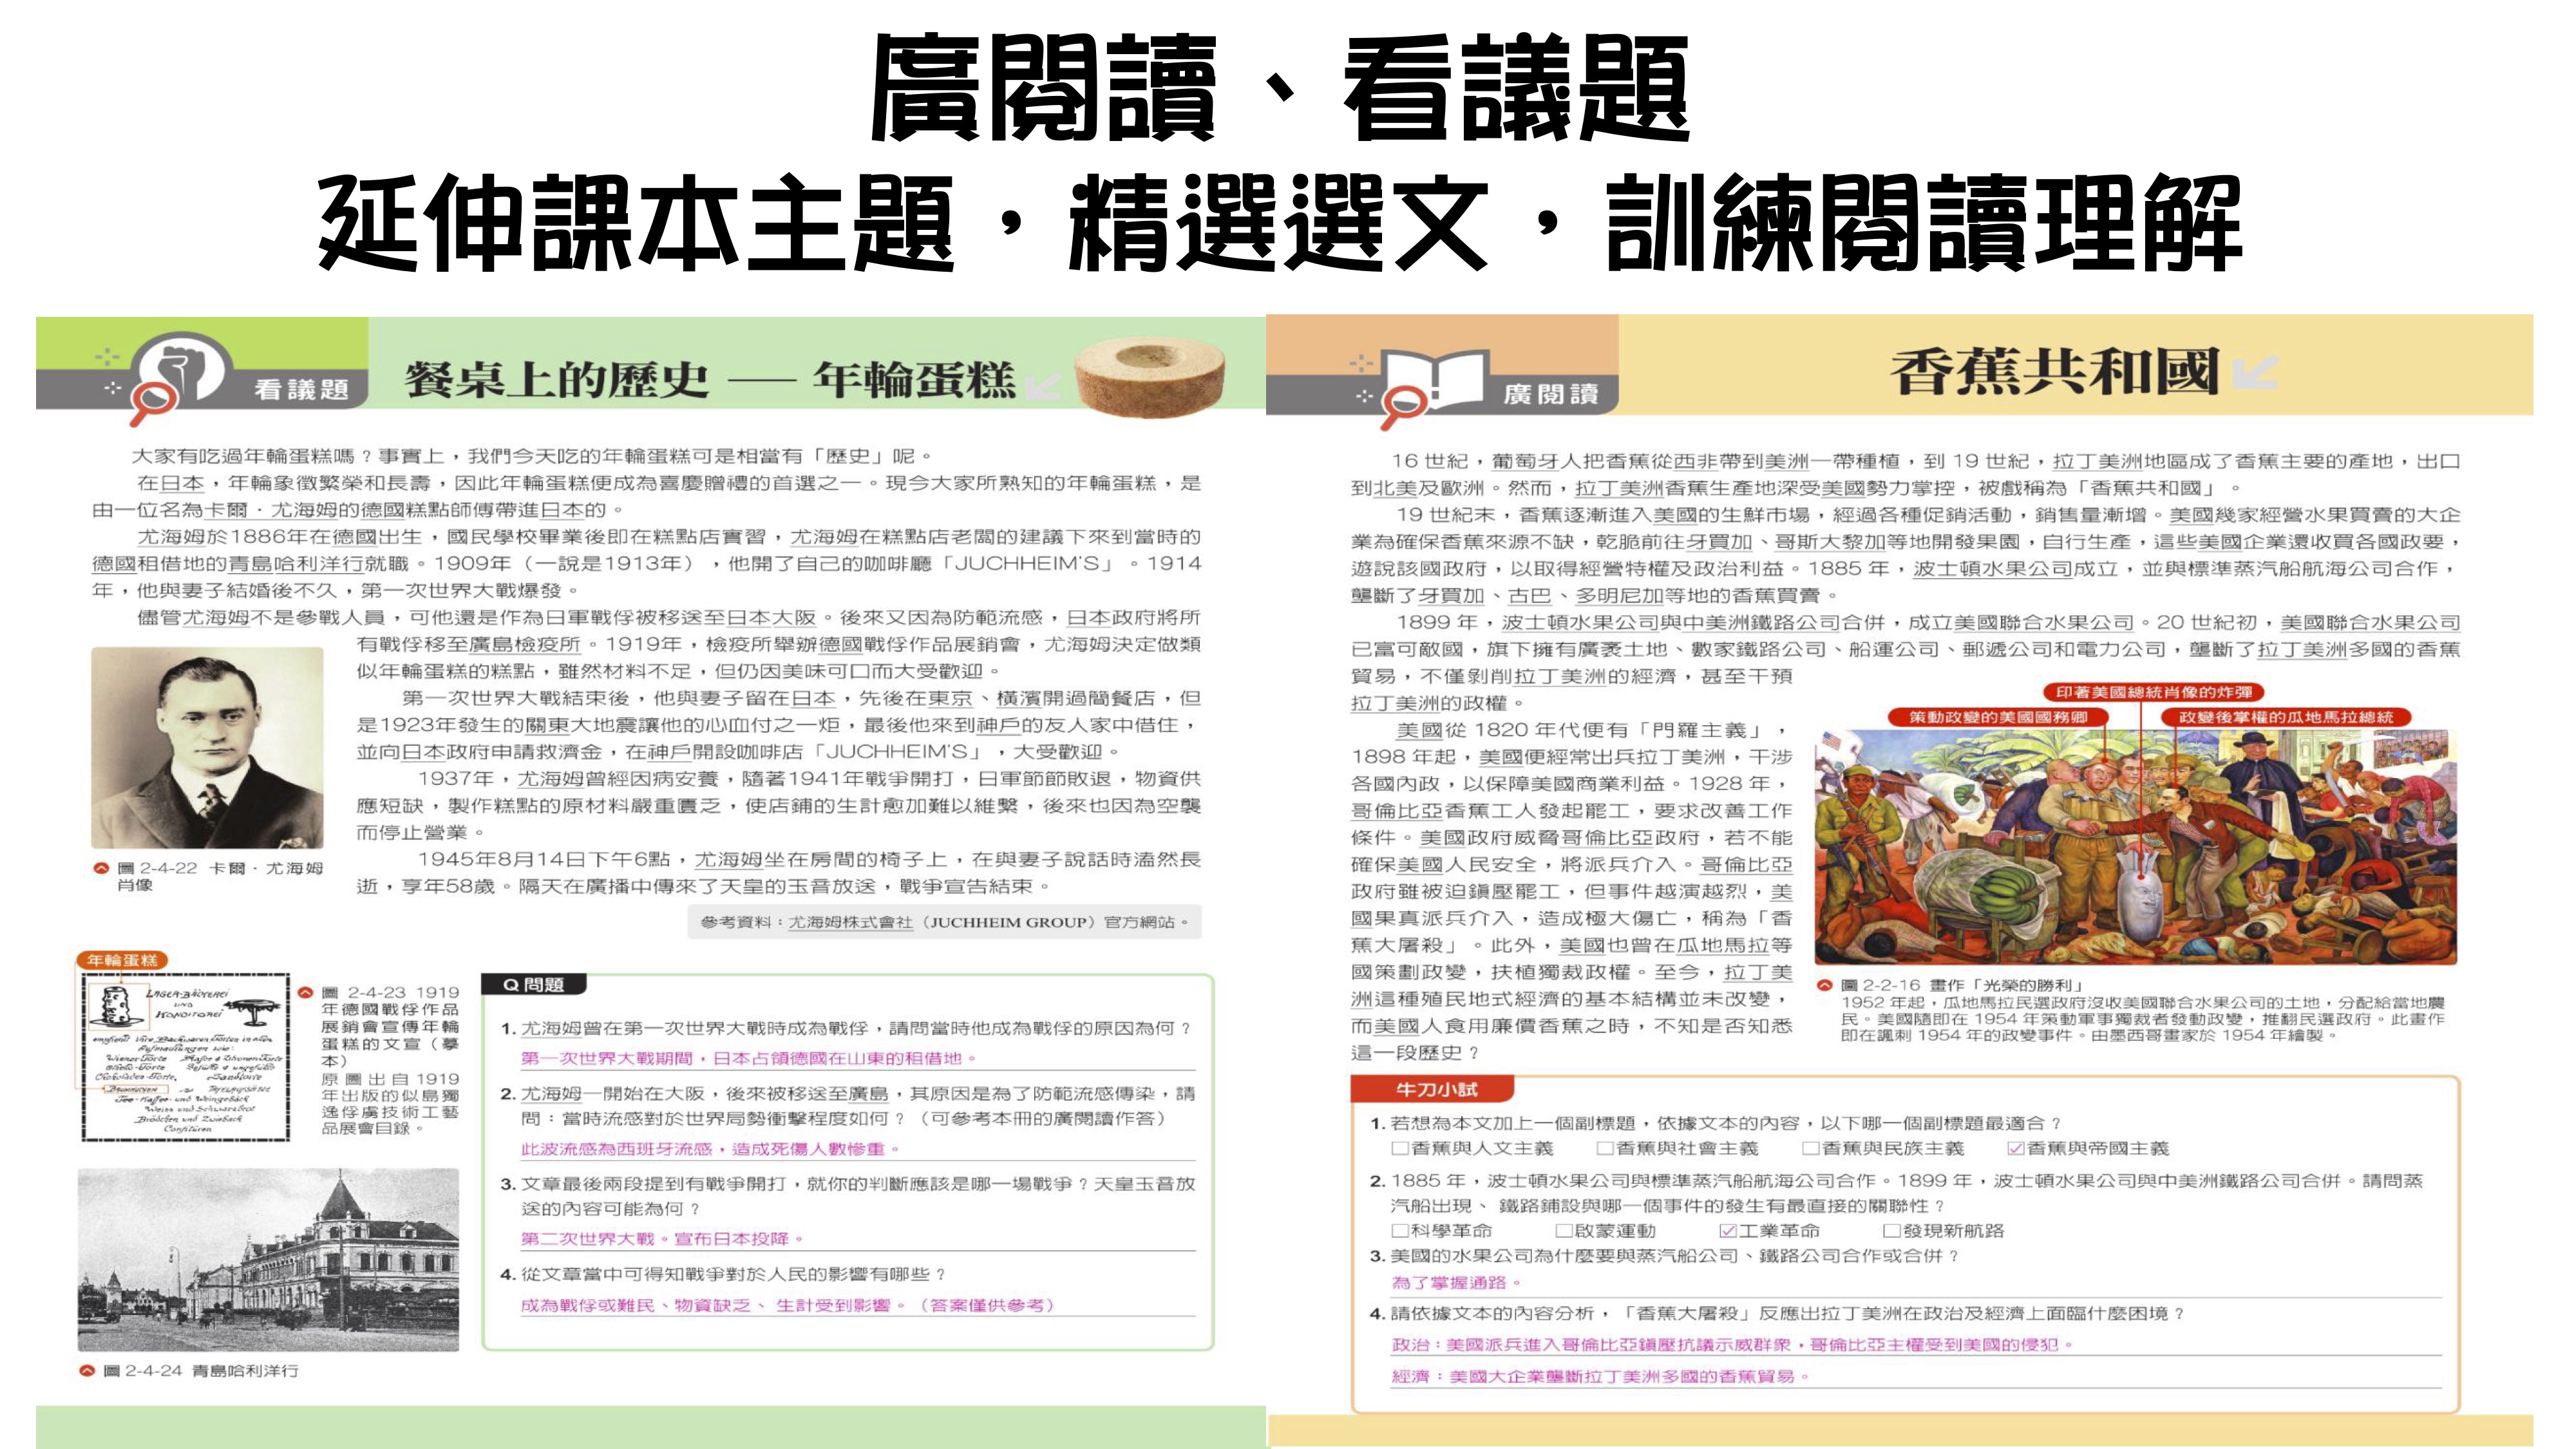 廣閱讀、看議題
延伸課本主題，精選選文，訓練閱讀理解
看議題
餐桌上的歷史 —— 年輪蛋糕
大家有吃過年輪蛋糕嗎？事實上，我們今天吃的年輪蛋糕可是相當有「歷史」呢。
在日本，年輪象徵繁榮和長壽，因此年輪蛋糕便成為喜慶贈禮的首選之一。現今大家所熟知的年輪蛋糕，是
由一位名為卡爾．尤海姆的德國糕點師傅帶進日本的。
尤海姆於1886年在德國出生，國民學校畢業後即在糕點店實習，尤海姆在糕點店老闆的建議下來到當時的
德國租借地的青島哈利洋行就職。1909年（一說是1913年），他開了自己的咖啡廳「JUCHHEIM'S」。1914
年，他與妻子結婚後不久，第一次世界大戰爆發。
儘管尤海姆不是參戰人員，可他還是作為日軍戰俘被移送至日本大阪。後來又因為防範流感，日本政府將所
有戰俘移至廣島檢疫所。1919年，檢疫所舉辦德國戰俘作品展銷會，尤海姆決定做類
似年輪蛋糕的糕點，雖然材料不足，但仍因美味可口而大受歡迎。
第一次世界大戰結束後，他與妻子留在日本，先後在東京、橫濱開過簡餐店，但
是1923年發生的關東大地震讓他的心血付之一炬，最後他來到神戶的友人家中借住，
並向日本政府申請救濟金，在神戶開設咖啡店「JUCHHEIM'S」，大受歡迎。
1937年，尤海姆曾經因病安養，隨著1941年戰爭開打，日軍節節敗退，物資供
應短缺，製作糕點的原材料嚴重匱乏，使店鋪的生計愈加難以維繫，後來也因為空襲
而停止營業。
1945年8月14日下午6點，尤海姆坐在房間的椅子上，在與妻子說話時溘然長
逝，享年58歲。隔天在廣播中傳來了天皇的玉音放送，戰爭宣告結束。
圖 2-4-22 卡爾．尤海姆
肖像
參考資料：尤海姆株式會社（JUCHHEIM GROUP）官方網站。
年輪蛋糕
圖 2-4-23 1919
年德國戰俘作品
展銷會宣傳年輪
蛋糕的文宣（摹
本）
原圖出自1919
年出版的似島獨
逸俘虜技術工藝
品展會目錄。
圖 2-4-24 青島哈利洋行
Q 問題
1. 尤海姆曾在第一次世界大戰時成為戰俘，請問當時他成為戰俘的原因為何？
第一次世界大戰期間，日本占領德國在山東的租借地。
2. 尤海姆一開始在大阪，後來被移送至廣島，其原因是為了防範流感傳染，請
問：當時流感對於世界局勢衝擊程度如何？（可參考本冊的廣閱讀作答）
此波流感為西班牙流感，造成死傷人數慘重。
3. 文章最後兩段提到有戰爭開打，就你的判斷應該是哪一場戰爭？天皇玉音放
送的內容可能為何？
第二次世界大戰。宣布日本投降。
4. 從文章當中可得知戰爭對於人民的影響有哪些？
成為戰俘或難民、物資缺乏、生計受到影響。（答案僅供參考）
廣閱讀
香蕉共和國
16 世紀，葡萄牙人把香蕉從西非帶到美洲一帶種植，到 19 世紀，拉丁美洲地區成了香蕉主要的產地，出口
到北美及歐洲。然而，拉丁美洲香蕉生產地深受美國勢力掌控，被戲稱為「香蕉共和國」。
19 世紀末，香蕉逐漸進入美國的生鮮市場，經過各種促銷活動，銷售量漸增。美國幾家經營水果買賣的大企
業為確保香蕉來源不缺，乾脆前往牙買加、哥斯大黎加等地開發果園，自行生產，這些美國企業還收買各國政要，
遊說該國政府，以取得經營特權及政治利益。1885 年，波士頓水果公司成立，並與標準蒸汽船航海公司合作，
壟斷了牙買加、古巴、多明尼加等地的香蕉買賣。
1899 年，波士頓水果公司與中美洲鐵路公司合併，成立美國聯合水果公司。20 世紀初，美國聯合水果公司
已富可敵國，旗下擁有廣袤土地、數家鐵路公司、船運公司、郵遞公司和電力公司，壟斷了拉丁美洲多國的香蕉
貿易，不僅剝削拉丁美洲的經濟，甚至干預
拉丁美洲的政權。
美國從 1820 年代便有「門羅主義」，
1898 年起，美國便經常出兵拉丁美洲，干涉
各國內政，以保障美國商業利益。1928 年，
哥倫比亞香蕉工人發起罷工，要求改善工作
條件。美國政府威脅哥倫比亞政府，若不能
確保美國人民安全，將派兵介入。哥倫比亞
政府雖被迫鎮壓罷工，但事件越演越烈，美
國果真派兵介入，造成極大傷亡，稱為「香
蕉大屠殺」。此外，美國也曾在瓜地馬拉等
國策劃政變，扶植獨裁政權。至今，拉丁美
洲這種殖民地式經濟的基本結構並未改變，
而美國人食用廉價香蕉之時，不知是否知悉
這一段歷史？
印著美國總統肖像的炸彈
策動政變的美國國務卿
政變後掌權的瓜地馬拉總統
圖 2-2-16 畫作「光榮的勝利」
1952 年起，瓜地馬拉民選政府沒收美國聯合水果公司的土地，分配給當地農
民。美國隨即在 1954 年策動軍事獨裁者發動政變，推翻民選政府。此畫作
即在諷刺 1954 年的政變事件。由墨西哥畫家於 1954 年繪製。
牛刀小試
1. 若想為本文加上一個副標題，依據文本的內容，以下哪一個副標題最適合？
□香蕉與人文主義 □香蕉與社會主義 □香蕉與民族主義 ☑香蕉與帝國主義
2. 1885 年，波士頓水果公司與標準蒸汽船航海公司合作。1899 年，波士頓水果公司與中美洲鐵路公司合併。請問蒸
汽船出現、 鐵路鋪設與哪一個事件的發生有最直接的關聯性？
□科學革命 □啟蒙運動 ☑工業革命 □發現新航路
3. 美國的水果公司為什麼要與蒸汽船公司、鐵路公司合作或合併？
為了掌握通路。
4. 請依據文本的內容分析，「香蕉大屠殺」反應出拉丁美洲在政治及經濟上面臨什麼困境？
政治：美國派兵進入哥倫比亞鎮壓抗議示威群眾，哥倫比亞主權受到美國的侵犯。
經濟：美國大企業壟斷拉丁美洲多國的香蕉貿易。